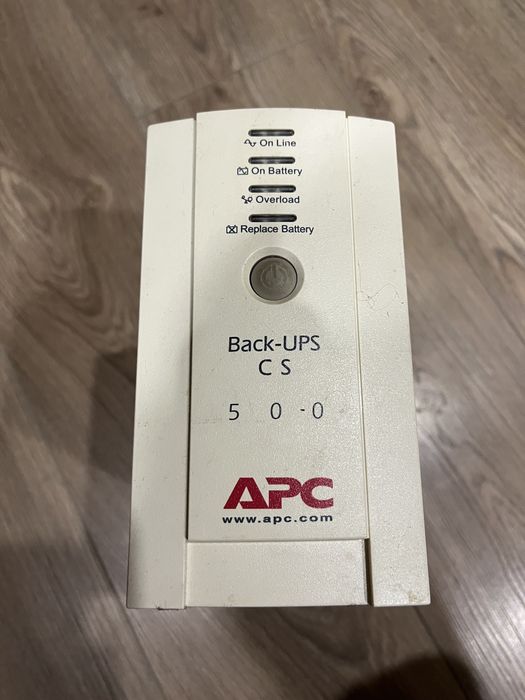 On Line
On Battery
Overload
Replace Battery
Back-UPS
CS
500
APC
www.apc.com